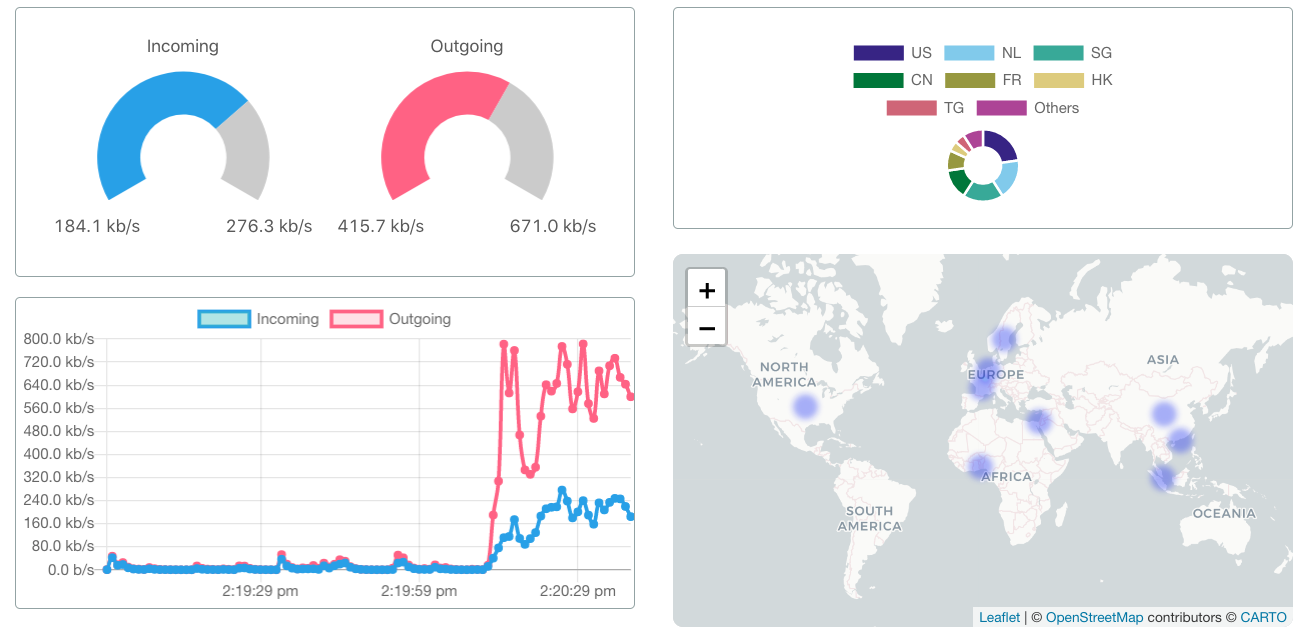 Incoming
Outgoing
184.1 kb/s
276.3 kb/s
415.7 kb/s
671.0 kb/s
US NL SG
CN FR HK
TG Others
Incoming Outgoing
800.0 kb/s
720.0 kb/s
640.0 kb/s
560.0 kb/s
480.0 kb/s
400.0 kb/s
320.0 kb/s
240.0 kb/s
160.0 kb/s
80.0 kb/s
0.0 b/s
2:19:29 pm
2:19:59 pm
2:20:29 pm
+
−
NORTH
AMERICA
EUROPE
ASIA
AFRICA
SOUTH
AMERICA
OCEANIA
Leaflet | © OpenStreetMap contributors © CARTO